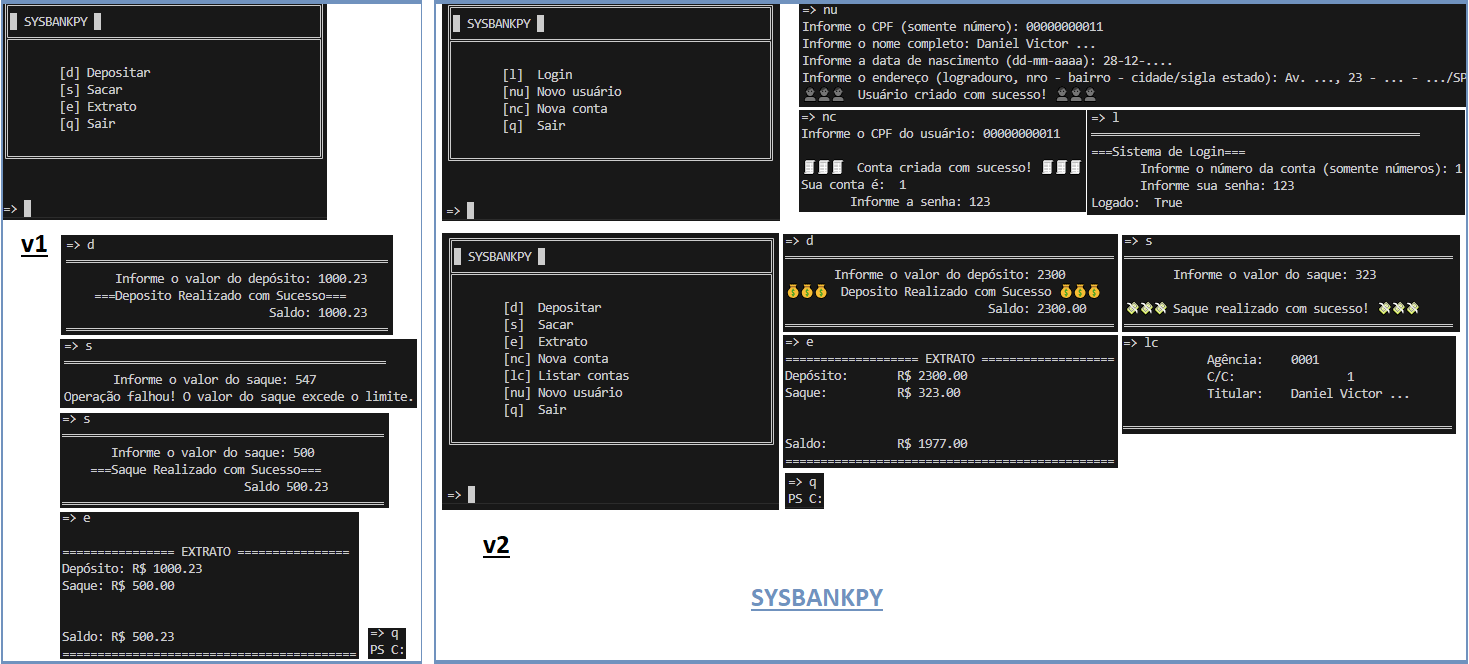 SYSBANKPY
[d] Depositar
[s] Sacar
[e] Extrato
[q] Sair
=>
v1
=> d
Informe o valor do depósito: 1000.23
===Deposito Realizado com Sucesso===
Saldo: 1000.23
=> s
Informe o valor do saque: 547
Operação falhou! O valor do saque excede o limite.
=> s
Informe o valor do saque: 500
===Saque Realizado com Sucesso===
Saldo 500.23
=> e
================ EXTRATO ================
Depósito: R$ 1000.23
Saque: R$ 500.00
Saldo: R$ 500.23
==========================================
=> q
PS C:
SYSBANKPY
[l] Login
[nu] Novo usuário
[nc] Nova conta
[q] Sair
=>
=> nu
Informe o CPF (somente número): 00000000011
Informe o nome completo: Daniel Victor ...
Informe a data de nascimento (dd-mm-aaaa): 28-12-....
Informe o endereço (logradouro, nro - bairro - cidade/sigla estado): Av. ..., 23 - ... - .../SP
Usuário criado com sucesso!
=> nc
Informe o CPF do usuário: 00000000011
Conta criada com sucesso!
Sua conta é: 1
Informe a senha: 123
=> l
===Sistema de Login===
Informe o número da conta (somente números): 1
Informe sua senha: 123
Logado: True
SYSBANKPY
[d] Depositar
[s] Sacar
[e] Extrato
[nc] Nova conta
[lc] Listar contas
[nu] Novo usuário
[q] Sair
=>
=> d
Informe o valor do depósito: 2300
Deposito Realizado com Sucesso
Saldo: 2300.00
=> s
Informe o valor do saque: 323
Saque realizado com sucesso!
=> e
=================== EXTRATO ===================
Depósito: R$ 2300.00
Saque: R$ 323.00
Saldo: R$ 1977.00
===============================================
=> lc
Agência: 0001
C/C: 1
Titular: Daniel Victor ...
=> q
PS C:
v2
SYSBANKPY